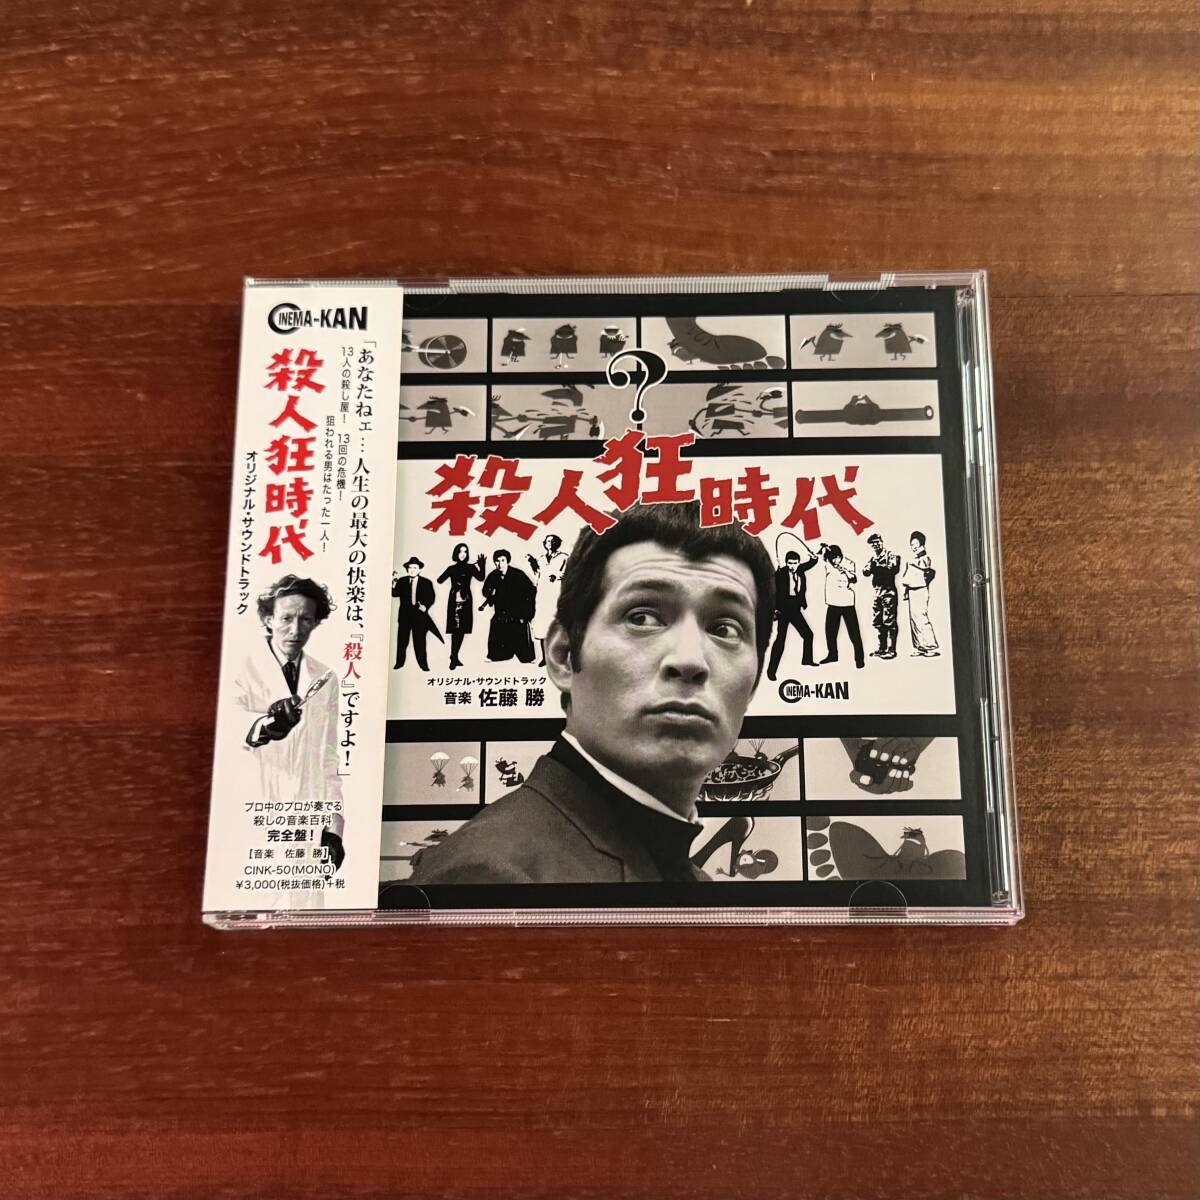 CINEMA-KAN
殺人狂時代
オリジナル・サウンドトラック
「あなたねェ…人生の最大の快楽は、『殺人』ですよ！」
13人の殺し屋！ 13回の危機！
狙われる男はたった一人！
プロ中のプロが奏でる
殺しの音楽百科
完全盤！
【音楽 佐藤 勝】
CINK-50(MONO)
¥3,000(税抜価格)+税
?
殺人狂時代
オリジナル・サウンドトラック
音楽 佐藤 勝
CINEMA-KAN